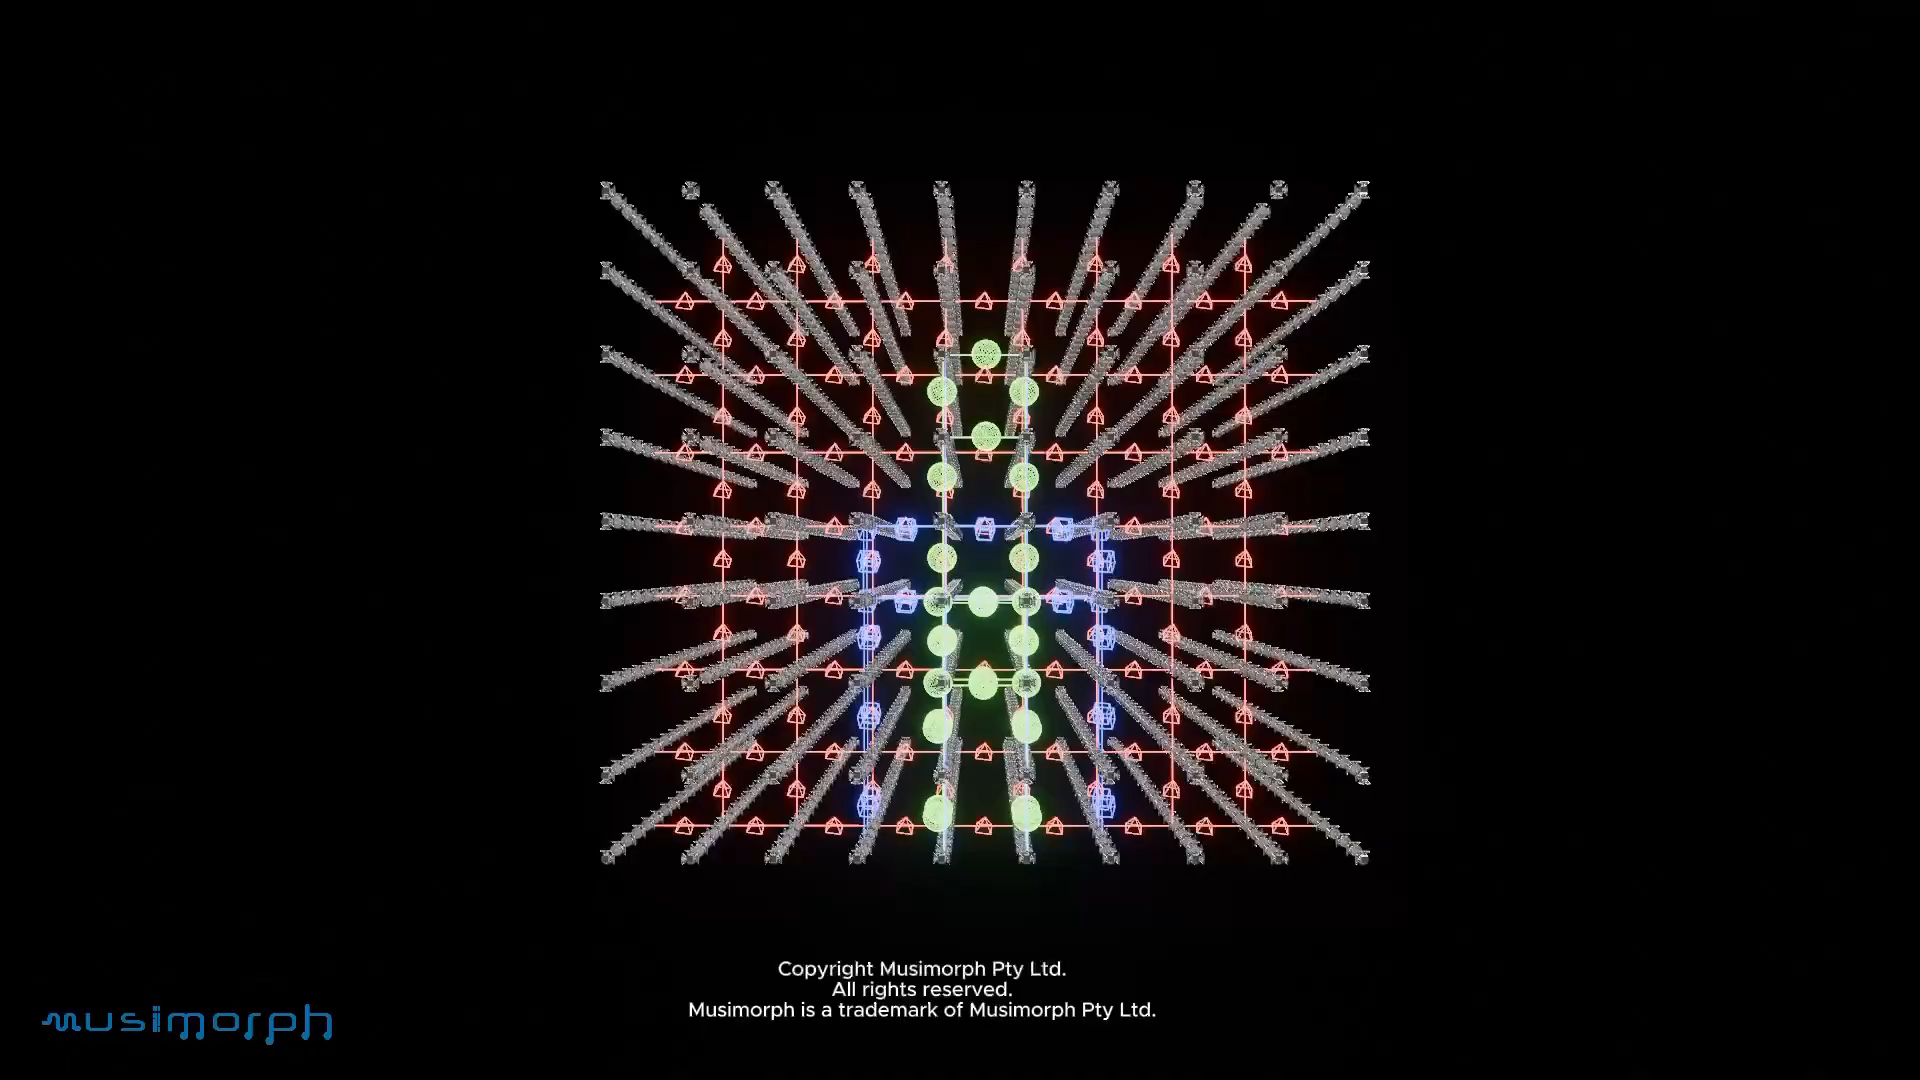 Copyright Musimorph Pty Ltd.
All rights reserved.
Musimorph is a trademark of Musimorph Pty Ltd.
musimorph